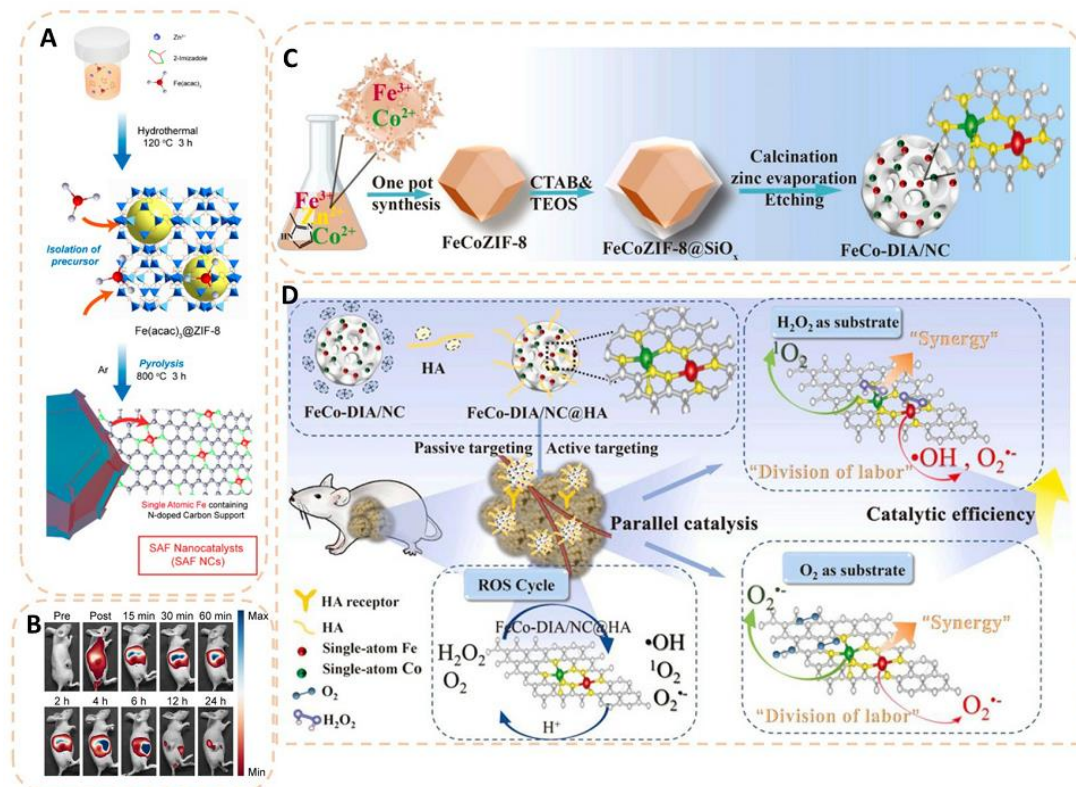 A
Zn²⁺
2-Imizadole
Fe(acac)₃
Hydrothermal
120 °C 3 h
Isolation of
precursor
Fe(acac)₃@ZIF-8
Ar
Pyrolysis
800 °C 3 h
Single Atomic Fe containing
N-doped Carbon Support
SAF Nanocatalysts
(SAF NCs)
B
Pre Post 15 min 30 min 60 min
Max
2 h 4 h 6 h 12 h 24 h
Min
C
Fe³⁺
Co²⁺
Fe³⁺
Zn²⁺
Co²⁺
HN
N
One pot
synthesis
FeCoZIF-8
CTAB&
TEOS
FeCoZIF-8@SiOₓ
Calcination
zinc evaporation
Etching
FeCo-DIA/NC
D
FeCo-DIA/NC
HA
FeCo-DIA/NC@HA
Passive targeting
Active targeting
Parallel catalysis
H₂O₂ as substrate
¹O₂
"Synergy"
"Division of labor"
•OH , O₂•⁻
Catalytic efficiency
O₂ as substrate
O₂•⁻
"Synergy"
"Division of labor"
O₂•⁻
HA receptor
HA
Single-atom Fe
Single-atom Co
O₂
H₂O₂
ROS Cycle
FeCo-DIA/NC@HA
H₂O₂
O₂
•OH
¹O₂
O₂•⁻
H⁺